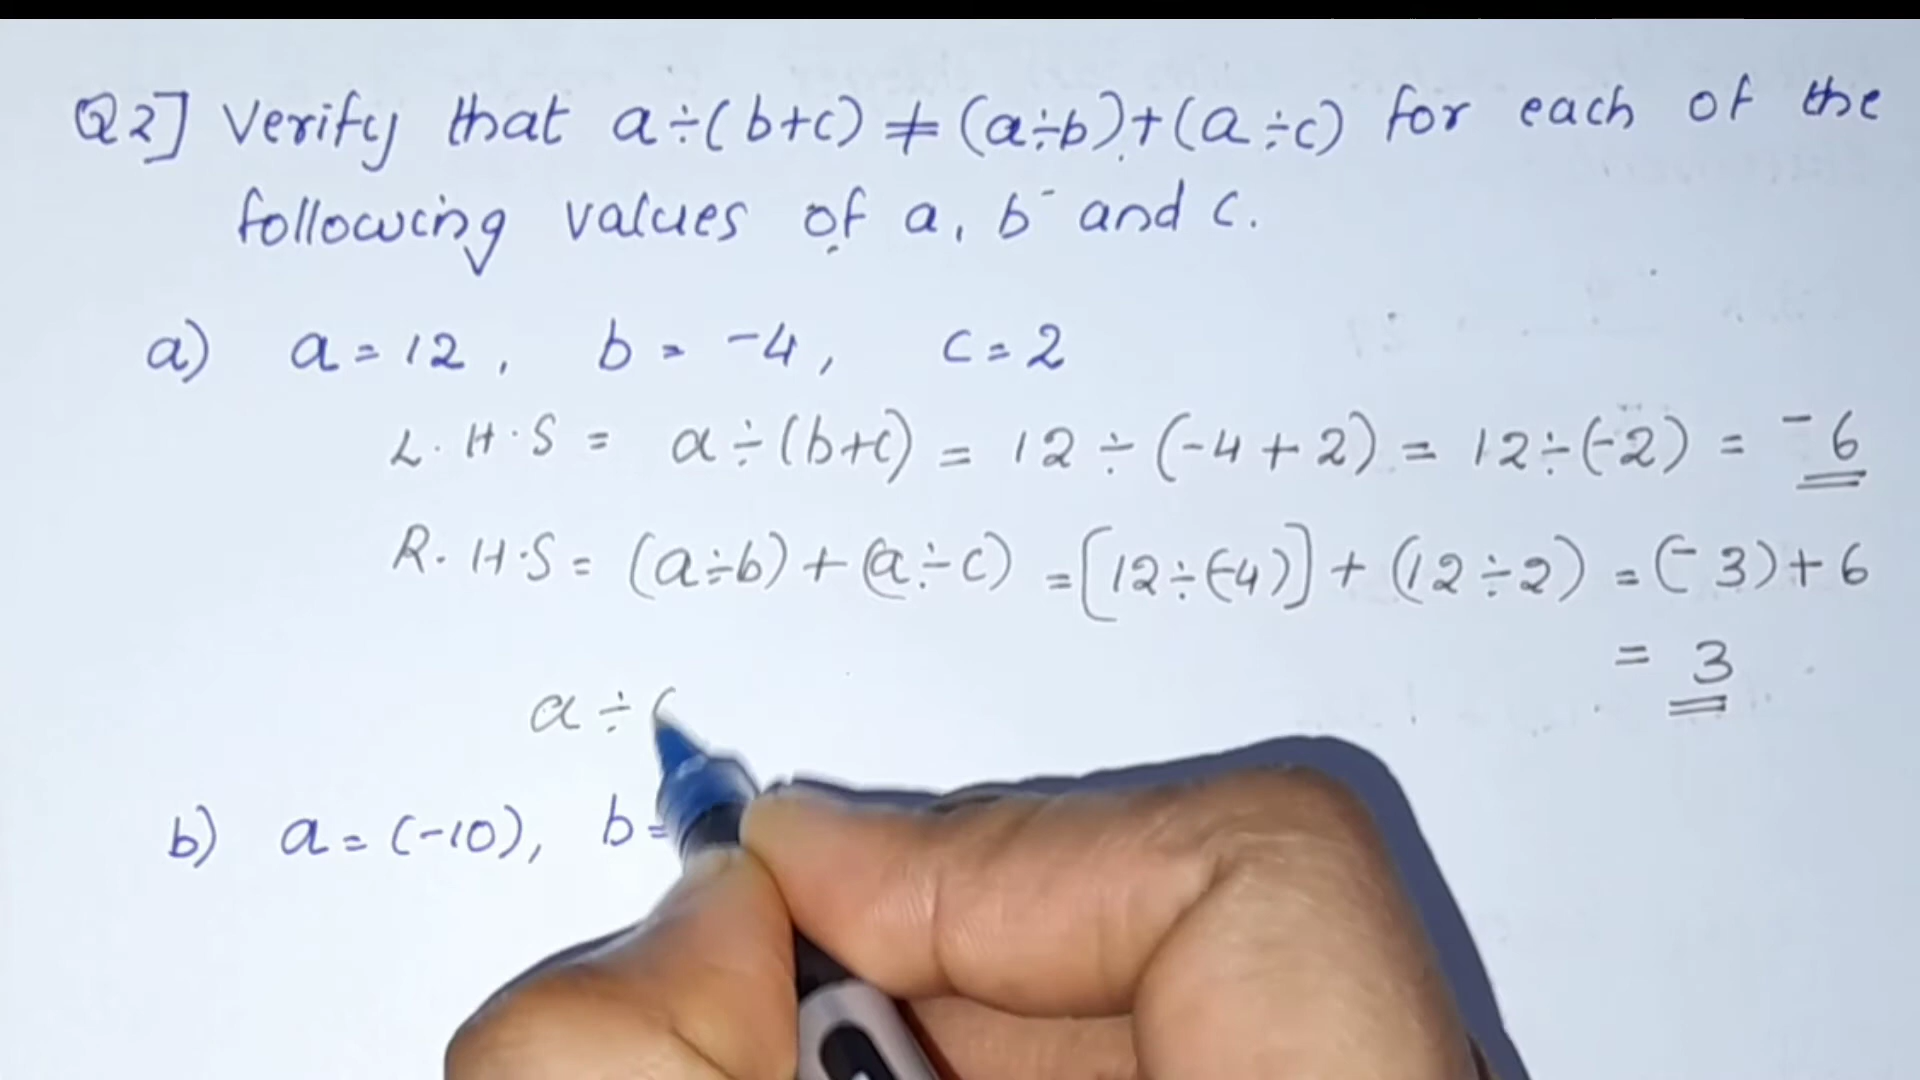 Q2] Verify that a÷(b+c) ≠ (a÷b)+(a÷c) for each of the
following values of a, b and c.
a) a=12, b= -4, c=2
L.H.S = a÷(b+c) = 12÷(-4+2) = 12÷(-2) = -6
R.H.S = (a÷b)+(a÷c) = [12÷(-4)]+(12÷2) = (-3)+6
= 3
a÷(
b) a=(-10), b=